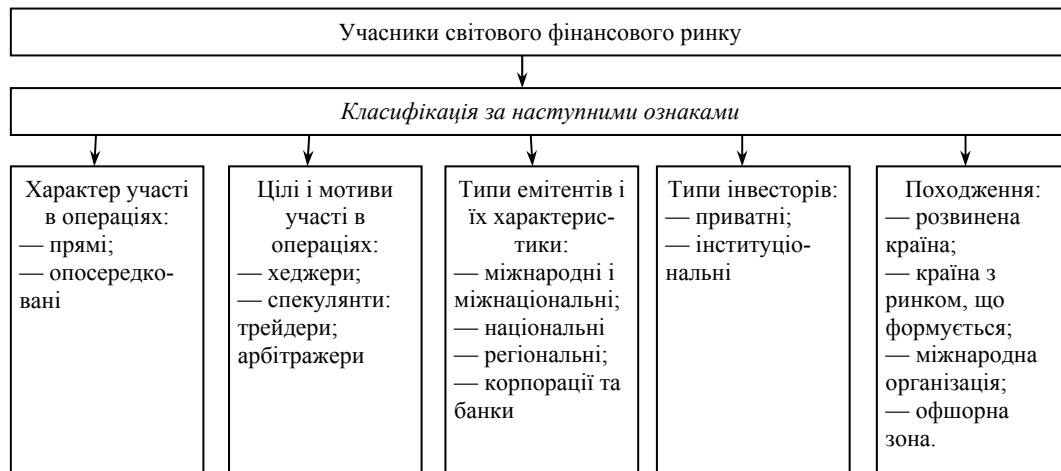 Учасники світового фінансового ринку
Класифікація за наступними ознаками
Характер участі
в операціях:
— прямі;
— опосередко-
вані
Цілі і мотиви
участі в
операціях:
— хеджери;
— спекулянти:
трейдери;
арбітражери
Типи емітентів і
їх характерис-
тики:
— міжнародні і
міжнаціональні;
— національні
— регіональні;
— корпорації та
банки
Типи інвесторів:
— приватні;
— інституціо-
нальні
Походження:
— розвинена
країна;
— країна з
ринком, що
формується;
— міжнародна
організація;
— офшорна
зона.